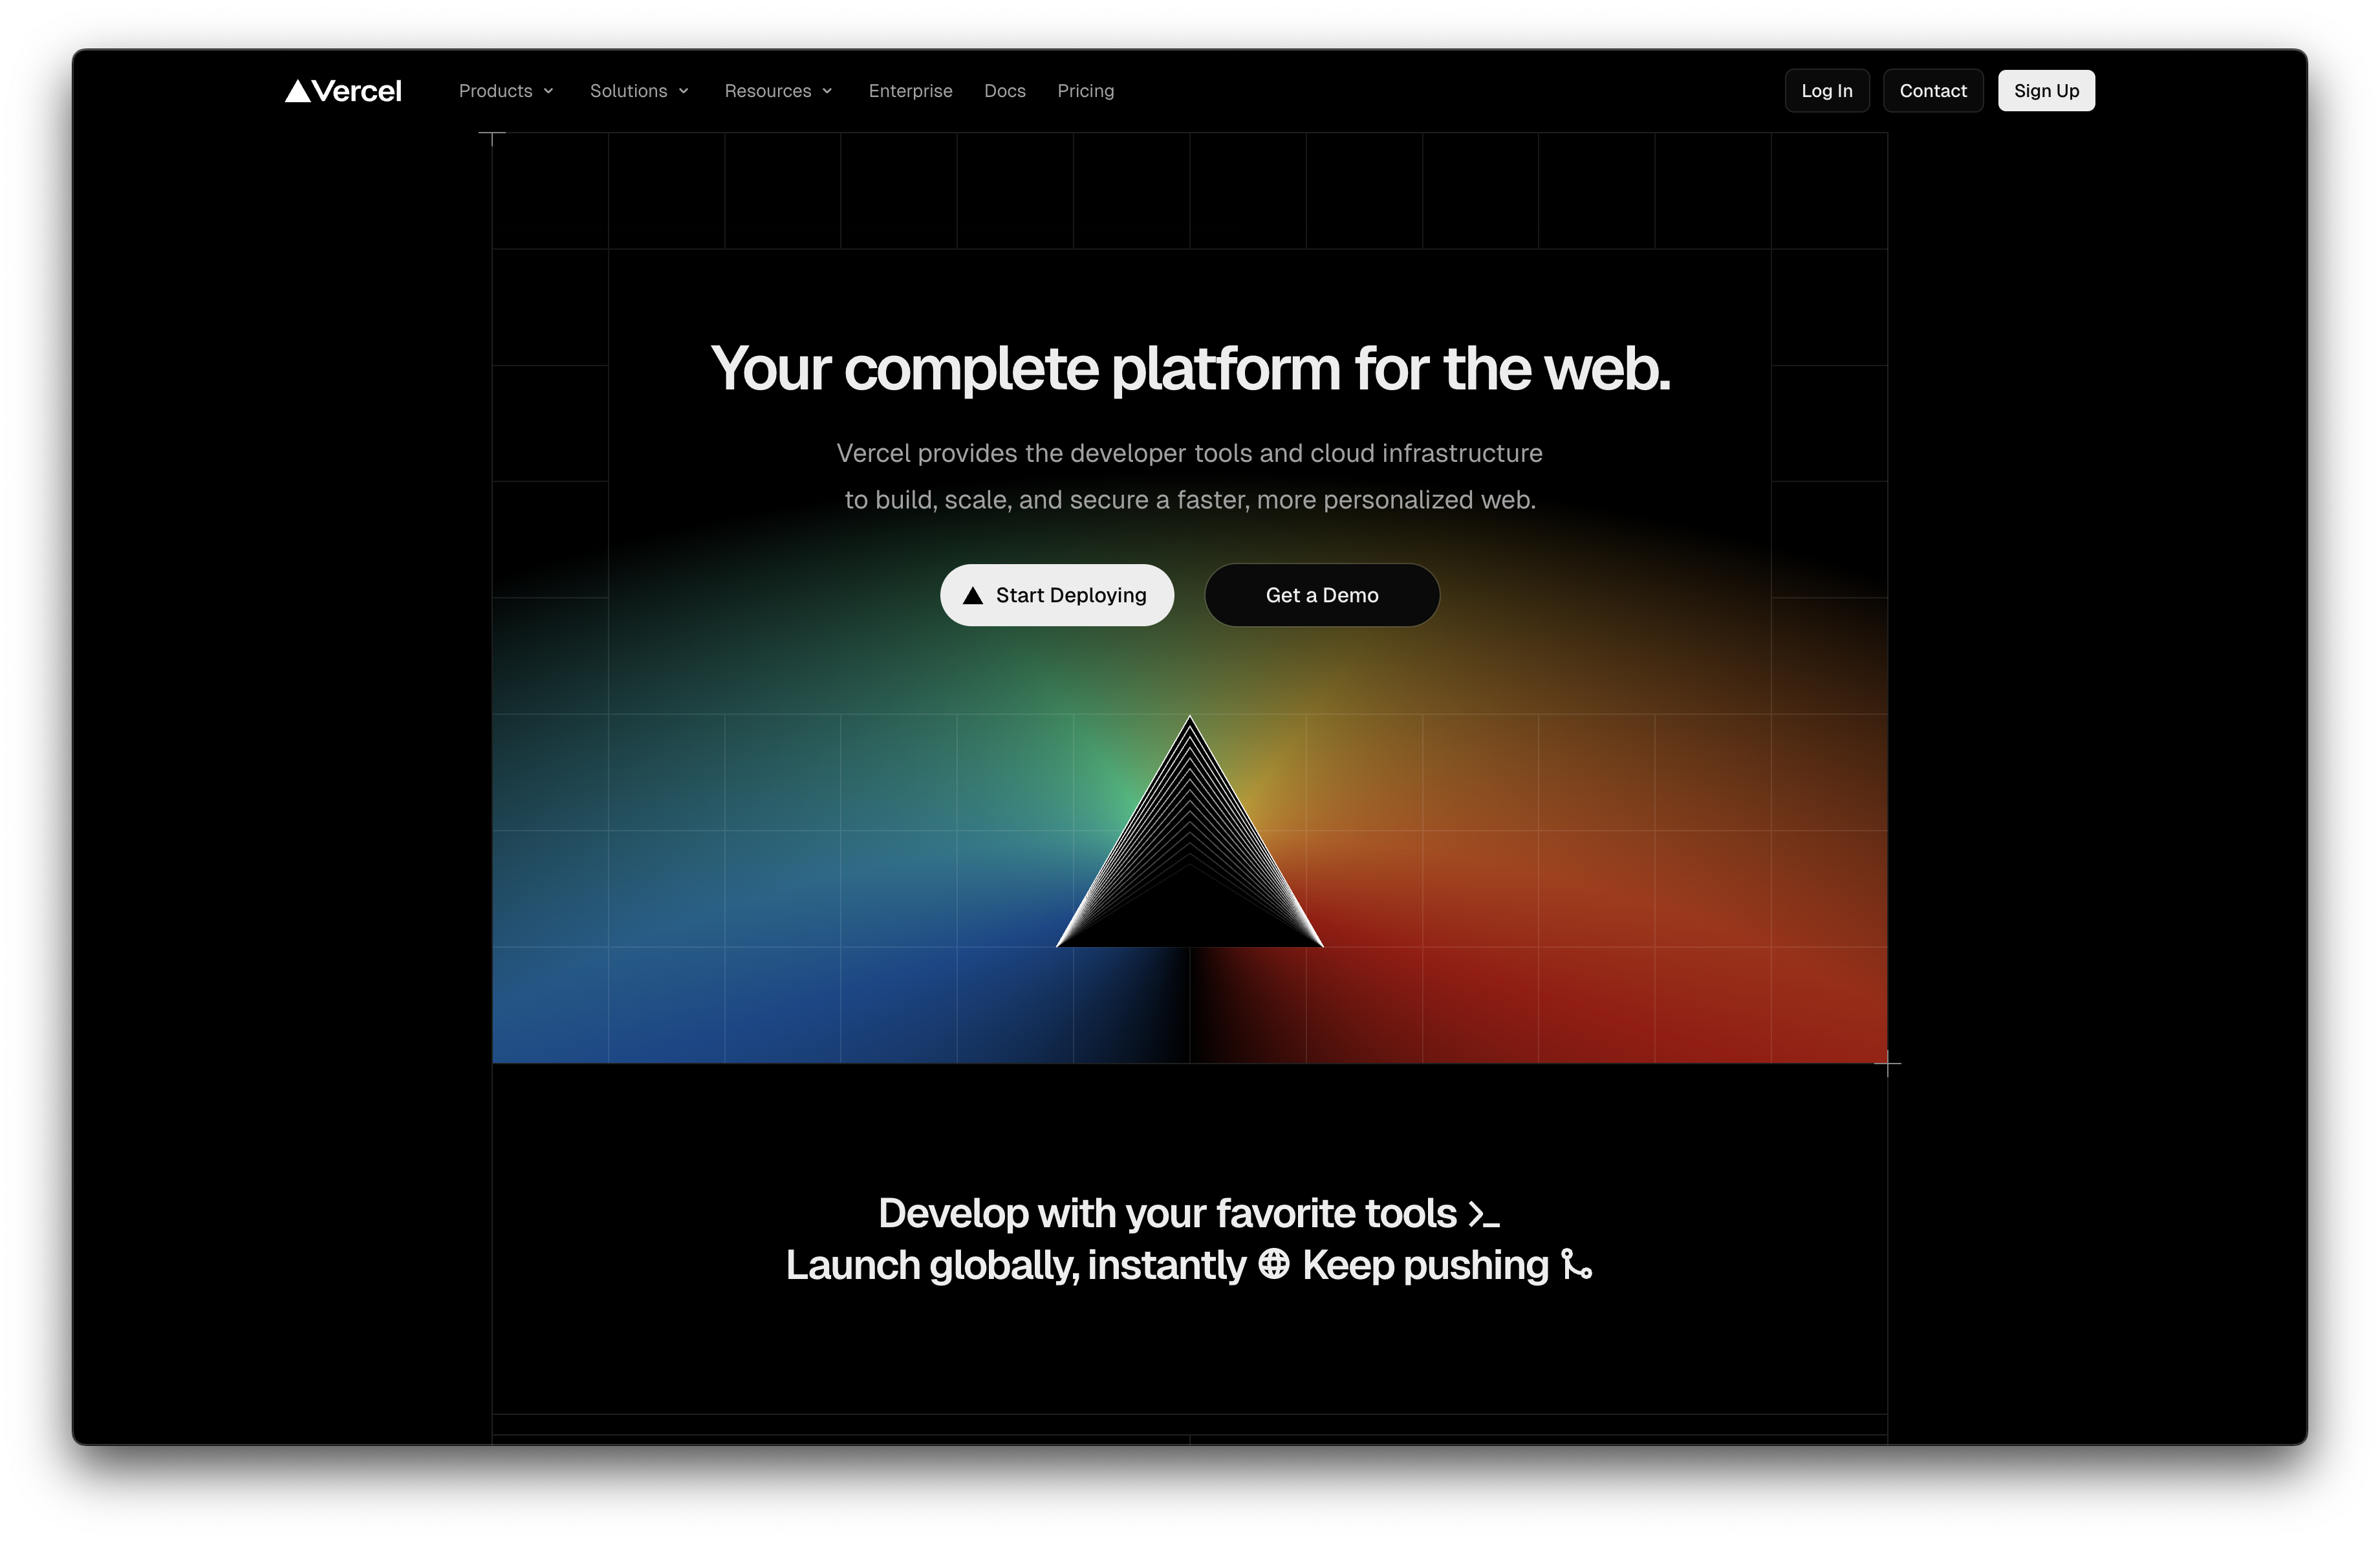 Vercel
Products Solutions Resources Enterprise Docs Pricing
Log In Contact Sign Up
Your complete platform for the web.
Vercel provides the developer tools and cloud infrastructure
to build, scale, and secure a faster, more personalized web.
Start Deploying Get a Demo
Develop with your favorite tools
Launch globally, instantly Keep pushing